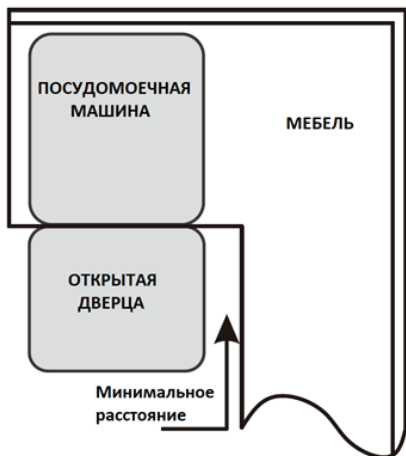 ПОСУДОМОЕЧНАЯ
МАШИНА
МЕБЕЛЬ
ОТКРЫТАЯ
ДВЕРЦА
Минимальное
расстояние